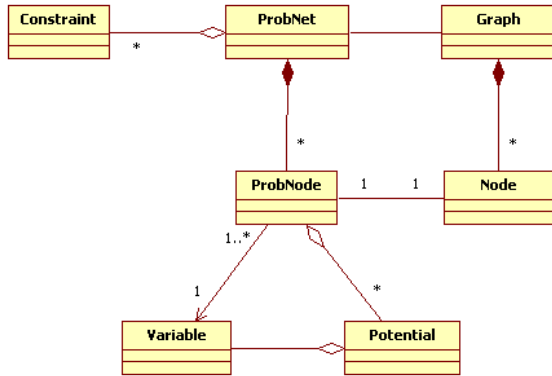 Constraint
ProbNet
Graph
*
*
*
ProbNode
1
1
Node
1..*
1
*
Variable
Potential